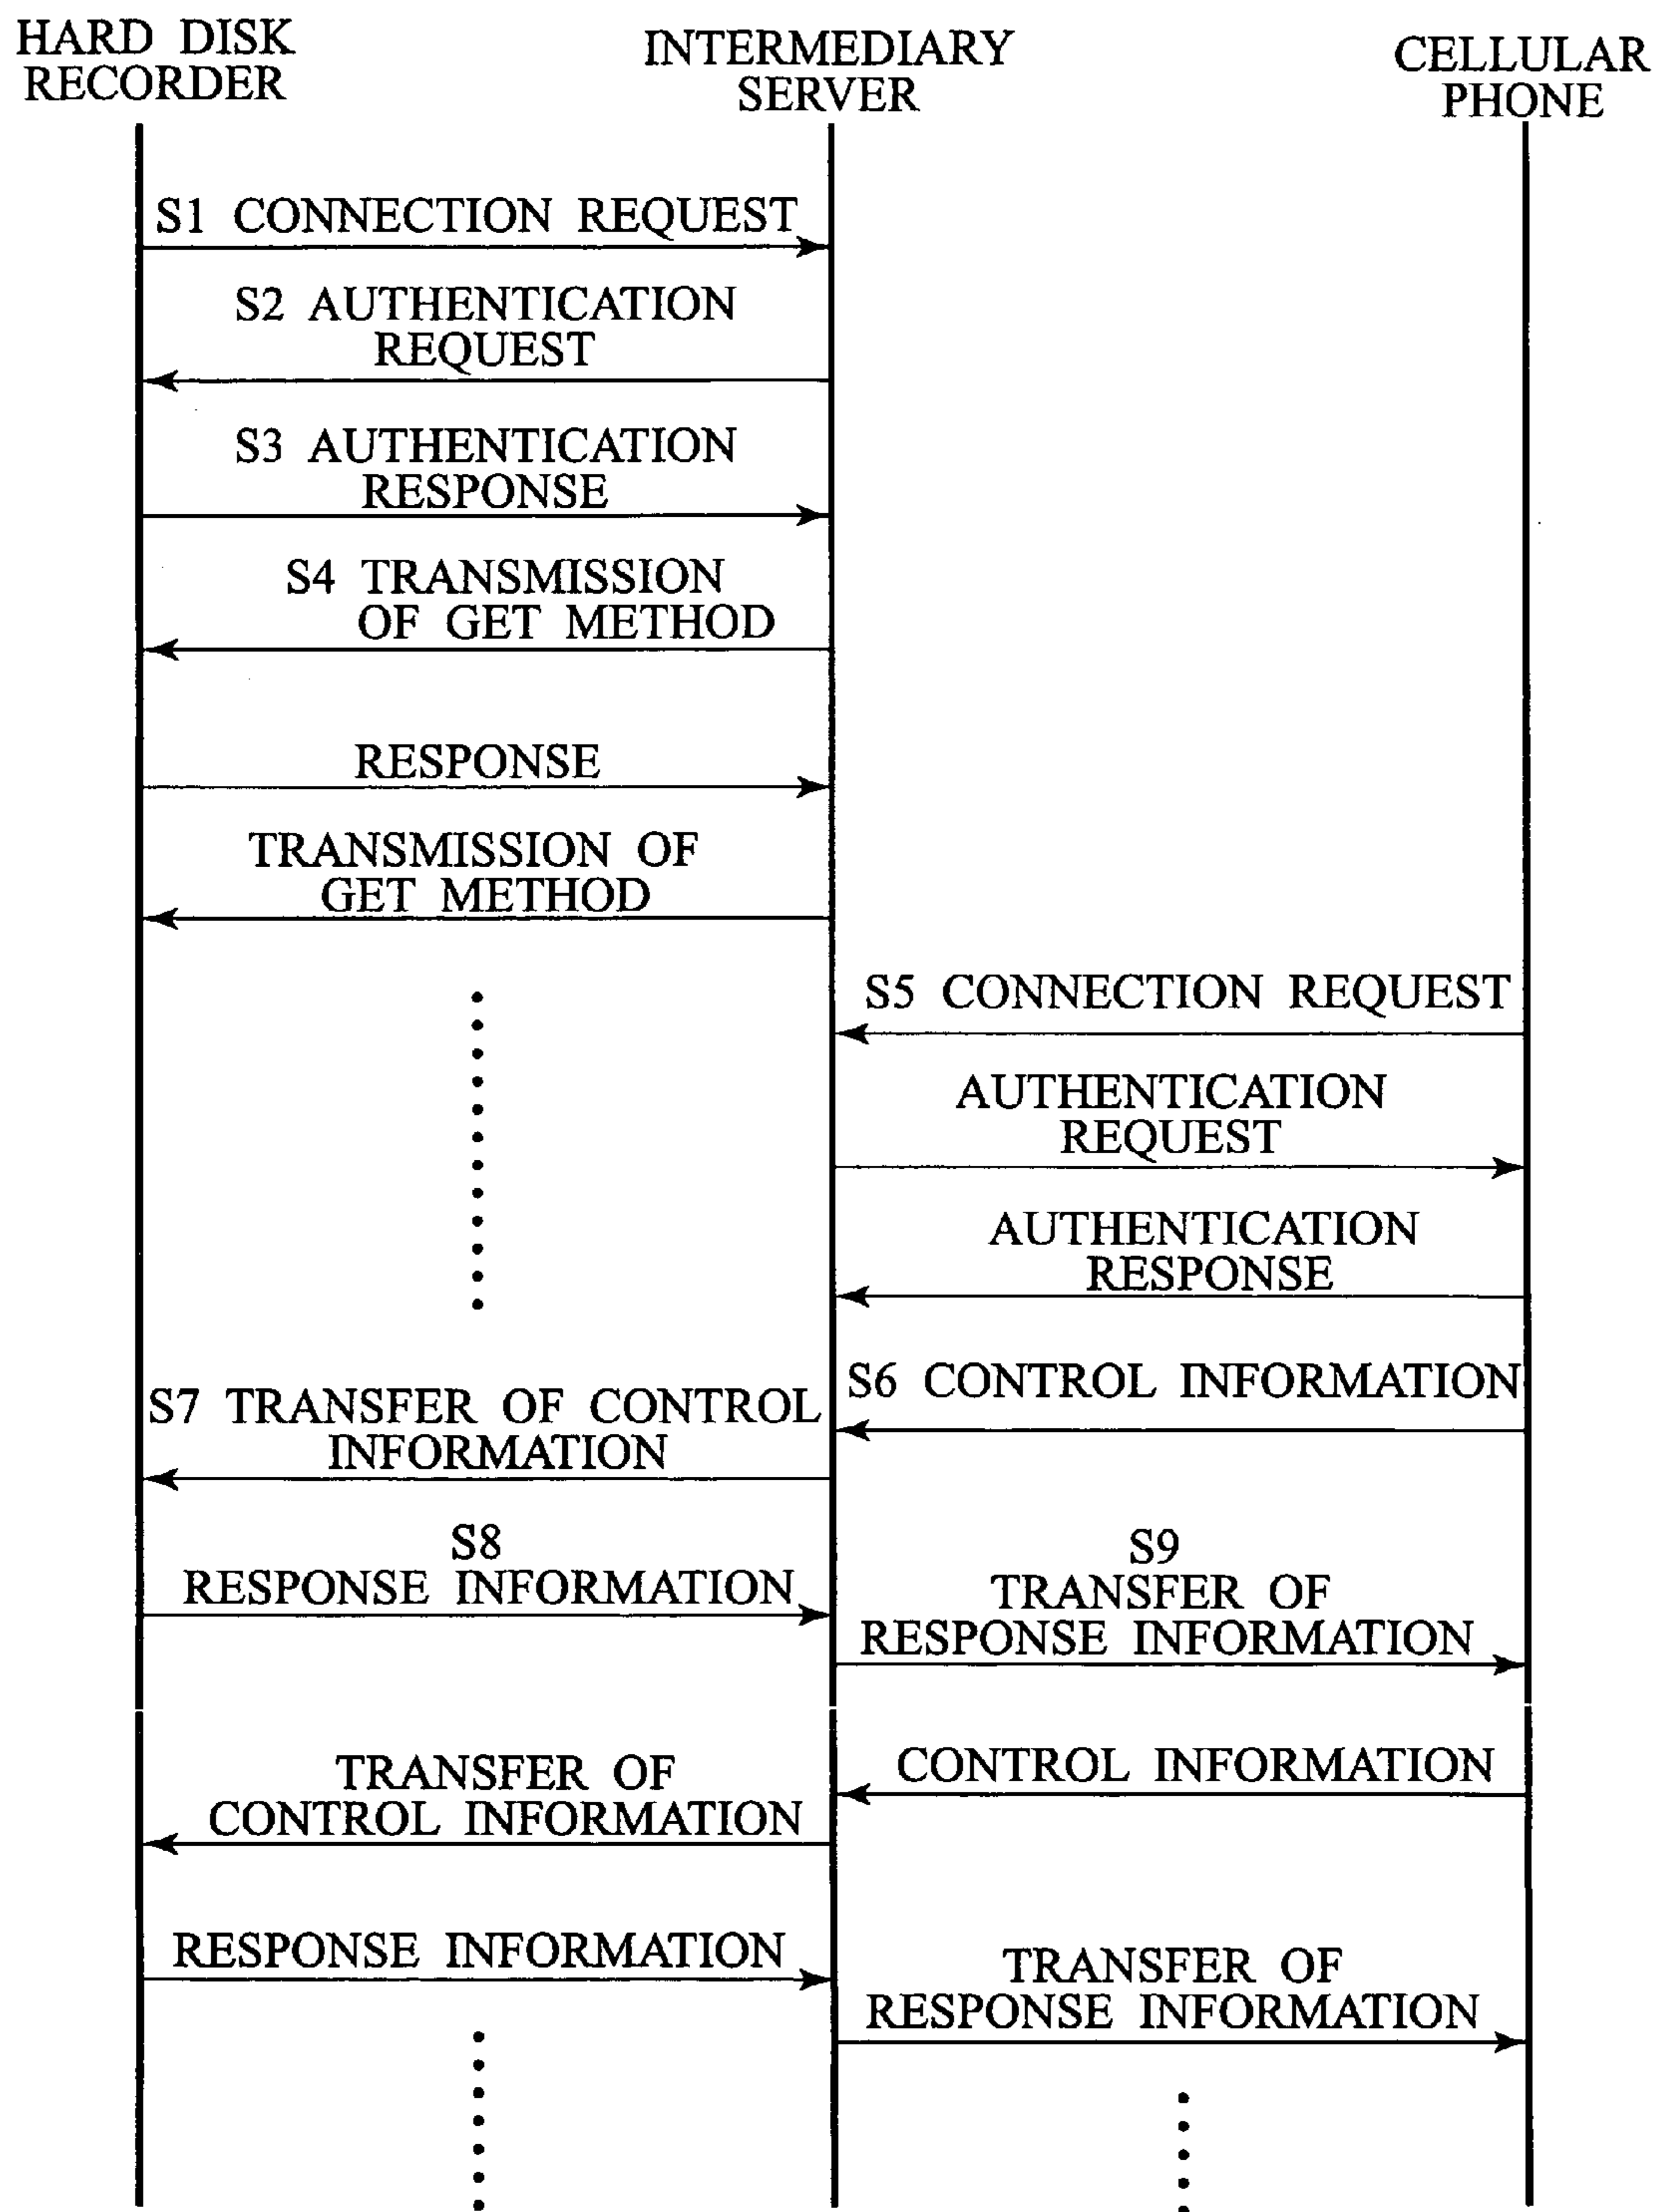 HARD DISK
RECORDER
INTERMEDIARY
SERVER
CELLULAR
PHONE
S1 CONNECTION REQUEST
S2 AUTHENTICATION
REQUEST
S3 AUTHENTICATION
RESPONSE
S4 TRANSMISSION
OF GET METHOD
RESPONSE
TRANSMISSION OF
GET METHOD
S5 CONNECTION REQUEST
AUTHENTICATION
REQUEST
AUTHENTICATION
RESPONSE
S6 CONTROL INFORMATION
S7 TRANSFER OF CONTROL
INFORMATION
S8
RESPONSE INFORMATION
S9
TRANSFER OF
RESPONSE INFORMATION
CONTROL INFORMATION
TRANSFER OF
CONTROL INFORMATION
RESPONSE INFORMATION
TRANSFER OF
RESPONSE INFORMATION